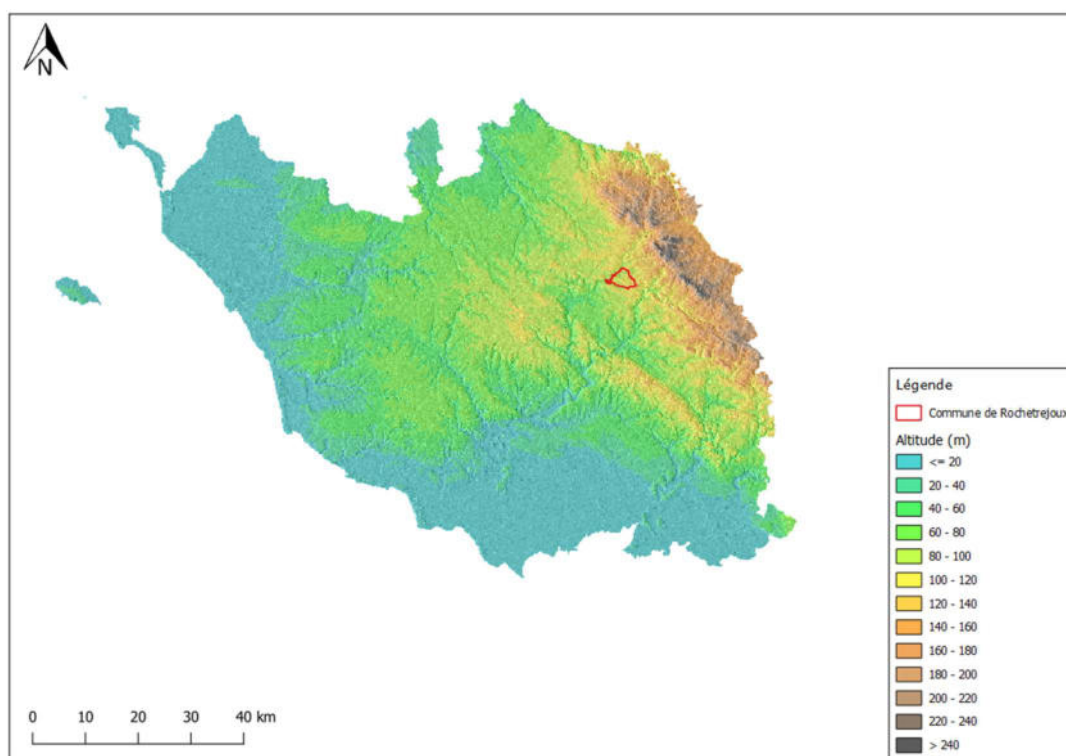 N
Légende
Commune de Rochetrejoux
Altitude (m)
<= 20
20 - 40
40 - 60
60 - 80
80 - 100
100 - 120
120 - 140
140 - 160
160 - 180
180 - 200
200 - 220
220 - 240
> 240
0 10 20 30 40 km